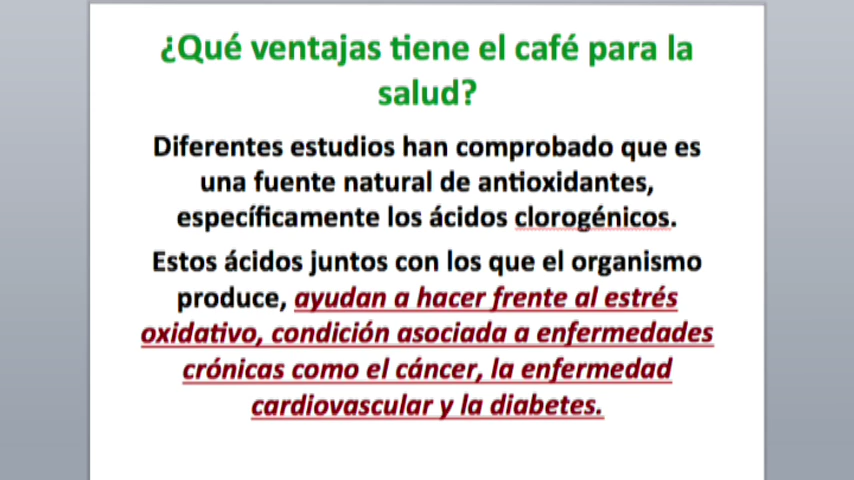 ¿Qué ventajas tiene el café para la
salud?
Diferentes estudios han comprobado que es
una fuente natural de antioxidantes,
específicamente los ácidos clorogénicos.
Estos ácidos juntos con los que el organismo
produce, ayudan a hacer frente al estrés
oxidativo, condición asociada a enfermedades
crónicas como el cáncer, la enfermedad
cardiovascular y la diabetes.